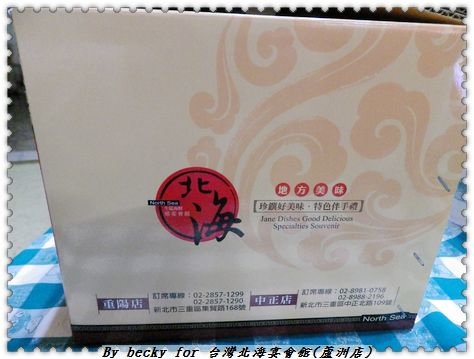 北海
North Sea
地方美味
珍饌好美味・特色伴手禮
Jane Dishes Good Delicious
Specialties Souvenir
重陽店
訂席專線：02-2857-1299
02-2857-1290
新北市三重區車路頭街168號
中正店
訂席專線：02-8981-0758
02-8988-2196
新北市三重區中正北路109號
North Sea
By becky for 台灣北海宴會館(蘆洲店)